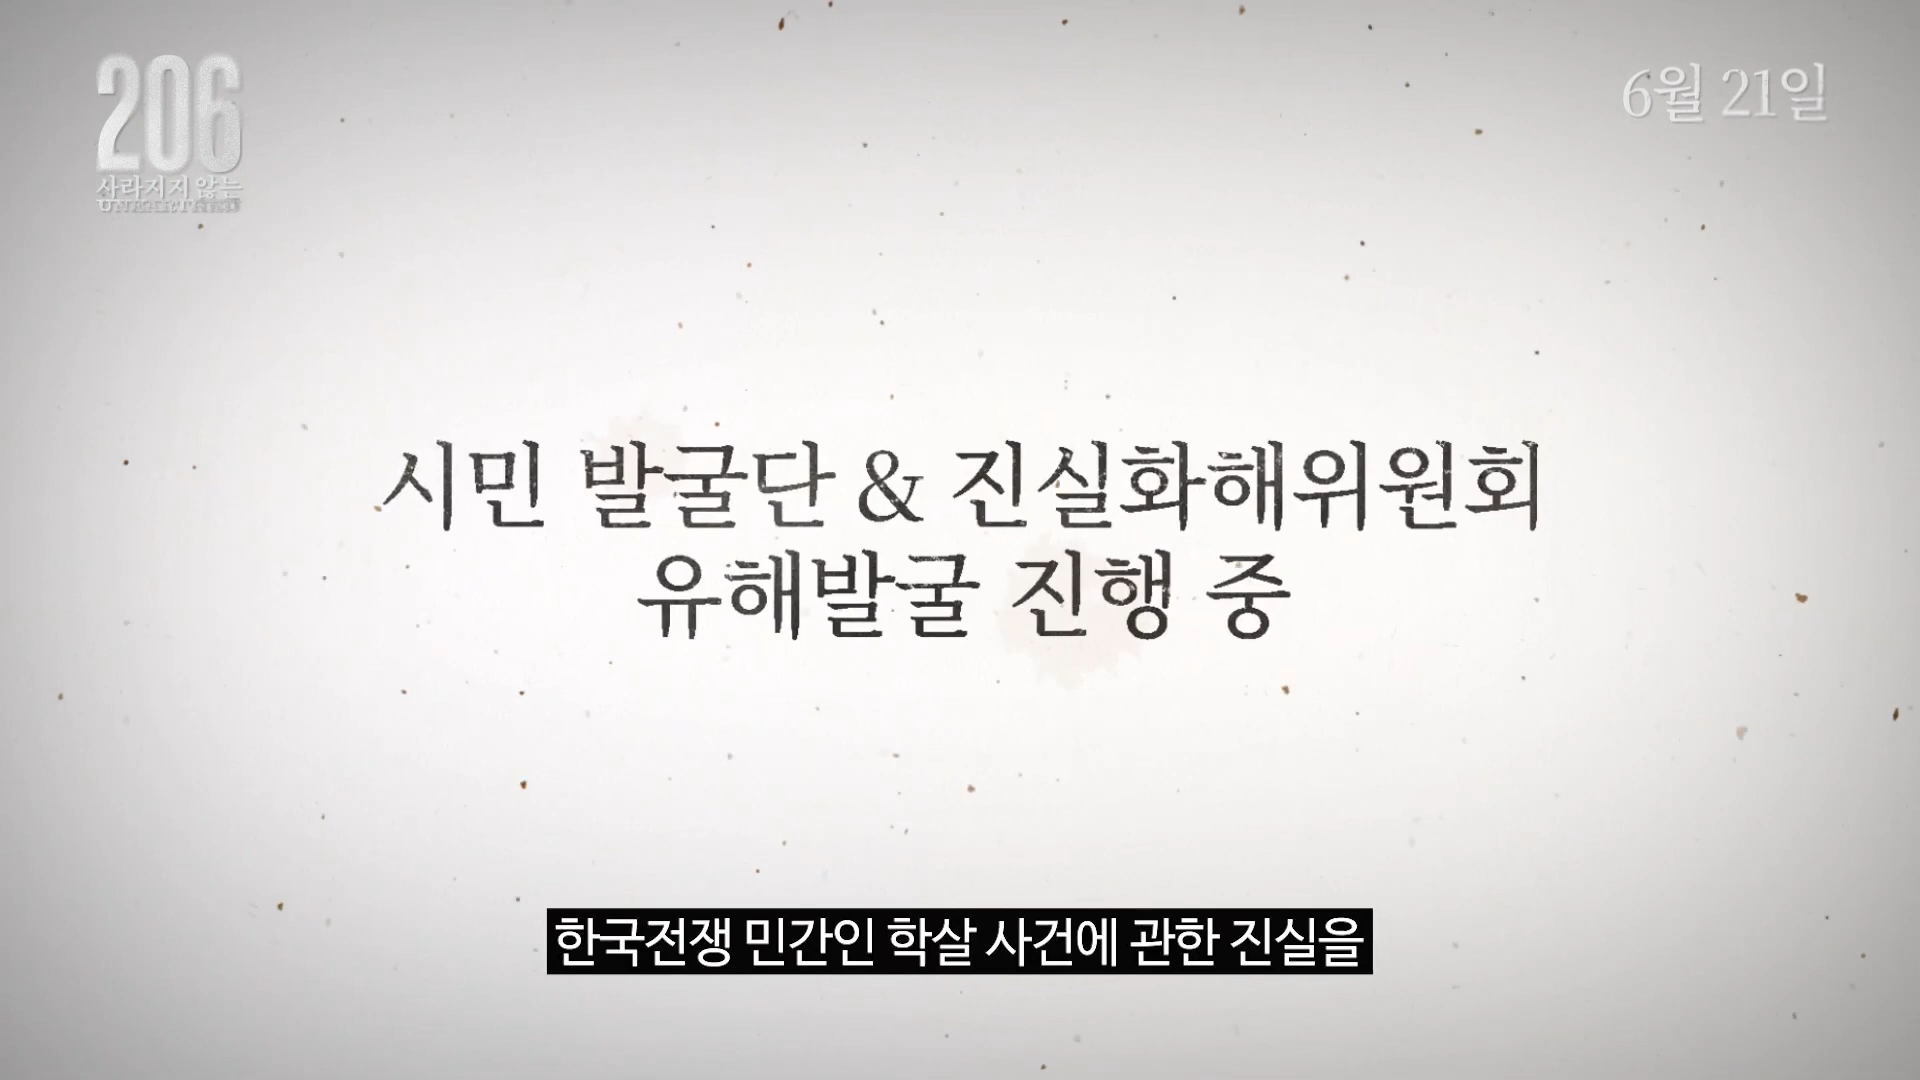 206
사라지지 않는
UNEARTHED
6월 21일
시민 발굴단 & 진실화해위원회
유해발굴 진행 중
한국전쟁 민간인 학살 사건에 관한 진실을